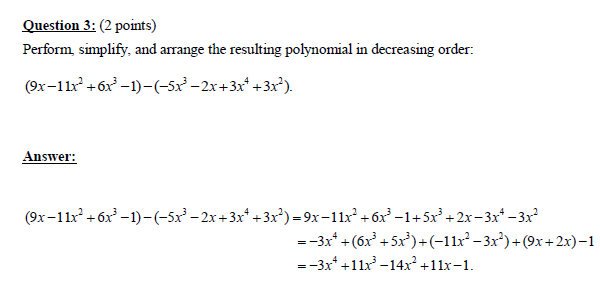 Question 3: (2 points)
Perform, simplify, and arrange the resulting polynomial in decreasing order:
(9x−11x²+6x³−1)−(−5x³−2x+3x⁴+3x²).
Answer:
(9x−11x²+6x³−1)−(−5x³−2x+3x⁴+3x²)=9x−11x²+6x³−1+5x³+2x−3x⁴−3x²
=−3x⁴+(6x³+5x³)+(−11x²−3x²)+(9x+2x)−1
=−3x⁴+11x³−14x²+11x−1.